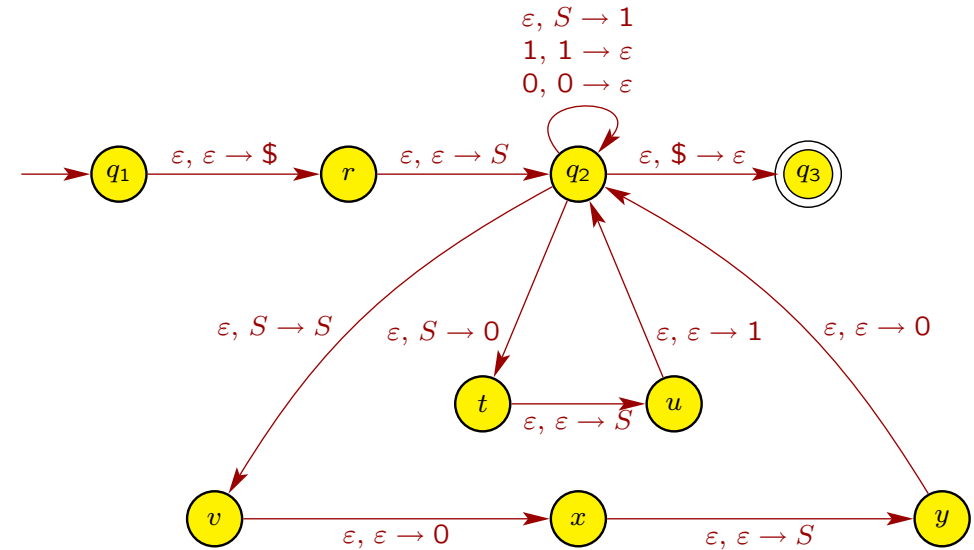 ε, S → 1
1, 1 → ε
0, 0 → ε
q1 ε, ε → $ r ε, ε → S q2 ε, $ → ε q3
ε, S → S ε, S → 0 ε, ε → 1 ε, ε → 0
t ε, ε → S u
v ε, ε → 0 x ε, ε → S y